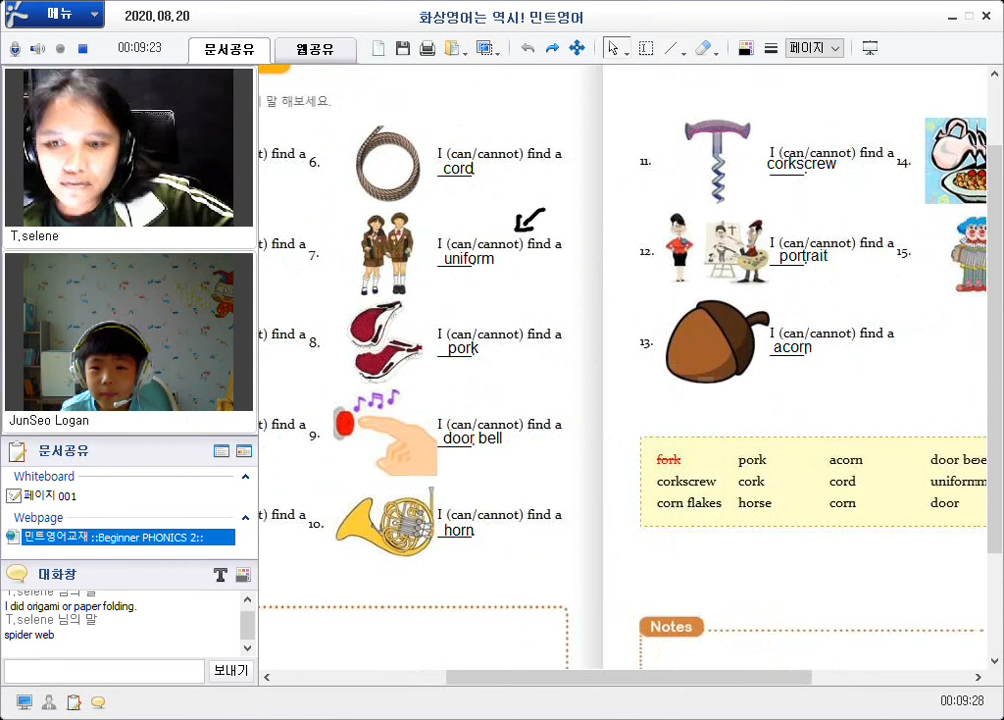 메뉴
2020,08,20
화상영어는 역시! 민트영어
00:09:23
문서공유
웹공유
페이지
T,selene
JunSeo Logan
문서공유
Whiteboard
페이지 001
Webpage
민트영어교재 ::Beginner PHONICS 2::
대화창
T,selene 님의 말
I did origami or paper folding.
T,selene 님의 말
spider web
보내기
말 해보세요.
t) find a
6.
I (can/cannot) find a
cord.
t) find a
7.
I (can/cannot) find a
uniform
t) find a
8.
I (can/cannot) find a
pork
t) find a
9.
I (can/cannot) find a
door bell
t) find a
10.
I (can/cannot) find a
horn.
11.
I (can/cannot) find a
corkscrew
12.
I (can/cannot) find a
portrait
13.
I (can/cannot) find a
acorn
14.
15.
fork pork acorn door
corkscrew cork cord uniform
corn flakes horse corn door
Notes
00:09:28